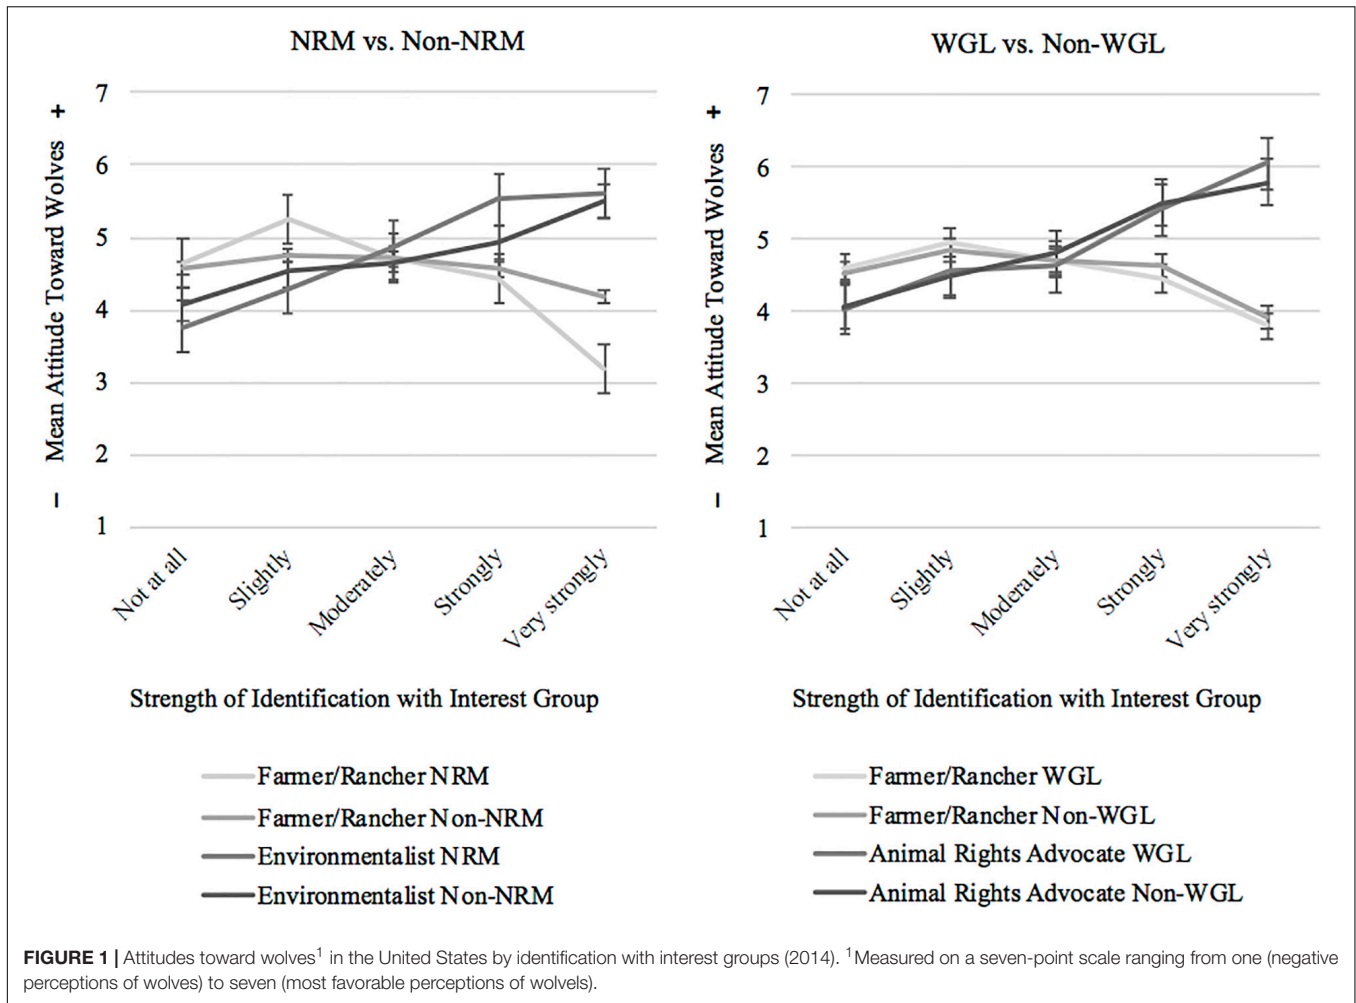 NRM vs. Non-NRM
7
6
5
4
3
2
1
− Mean Attitude Toward Wolves +
Not at all
Slightly
Moderately
Strongly
Very strongly
Strength of Identification with Interest Group
Farmer/Rancher NRM
Farmer/Rancher Non-NRM
Environmentalist NRM
Environmentalist Non-NRM
WGL vs. Non-WGL
7
6
5
4
3
2
1
− Mean Attitude Toward Wolves +
Not at all
Slightly
Moderately
Strongly
Very strongly
Strength of Identification with Interest Group
Farmer/Rancher WGL
Farmer/Rancher Non-WGL
Animal Rights Advocate WGL
Animal Rights Advocate Non-WGL
FIGURE 1 | Attitudes toward wolves¹ in the United States by identification with interest groups (2014). ¹Measured on a seven-point scale ranging from one (negative
perceptions of wolves) to seven (most favorable perceptions of wolvels).